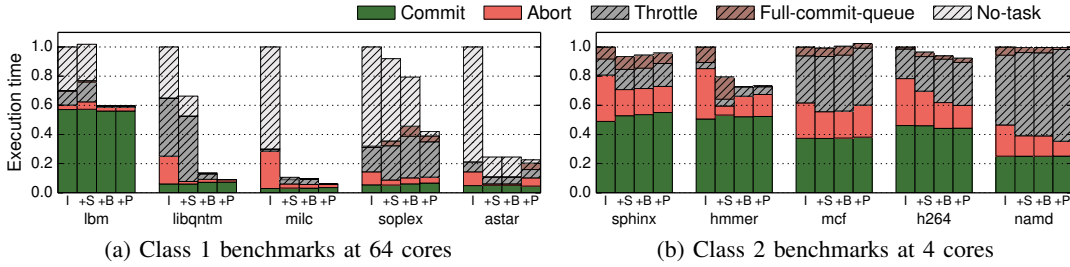 Commit Abort Throttle Full-commit-queue No-task
Execution time
1.0
0.8
0.6
0.4
0.2
0.0
I +S +B +P I +S +B +P I +S +B +P I +S +B +P I +S +B +P
lbm libqntm milc soplex astar
(a) Class 1 benchmarks at 64 cores
1.0
0.8
0.6
0.4
0.2
0.0
I +S +B +P I +S +B +P I +S +B +P I +S +B +P I +S +B +P
sphinx hmmer mcf h264 namd
(b) Class 2 benchmarks at 4 cores